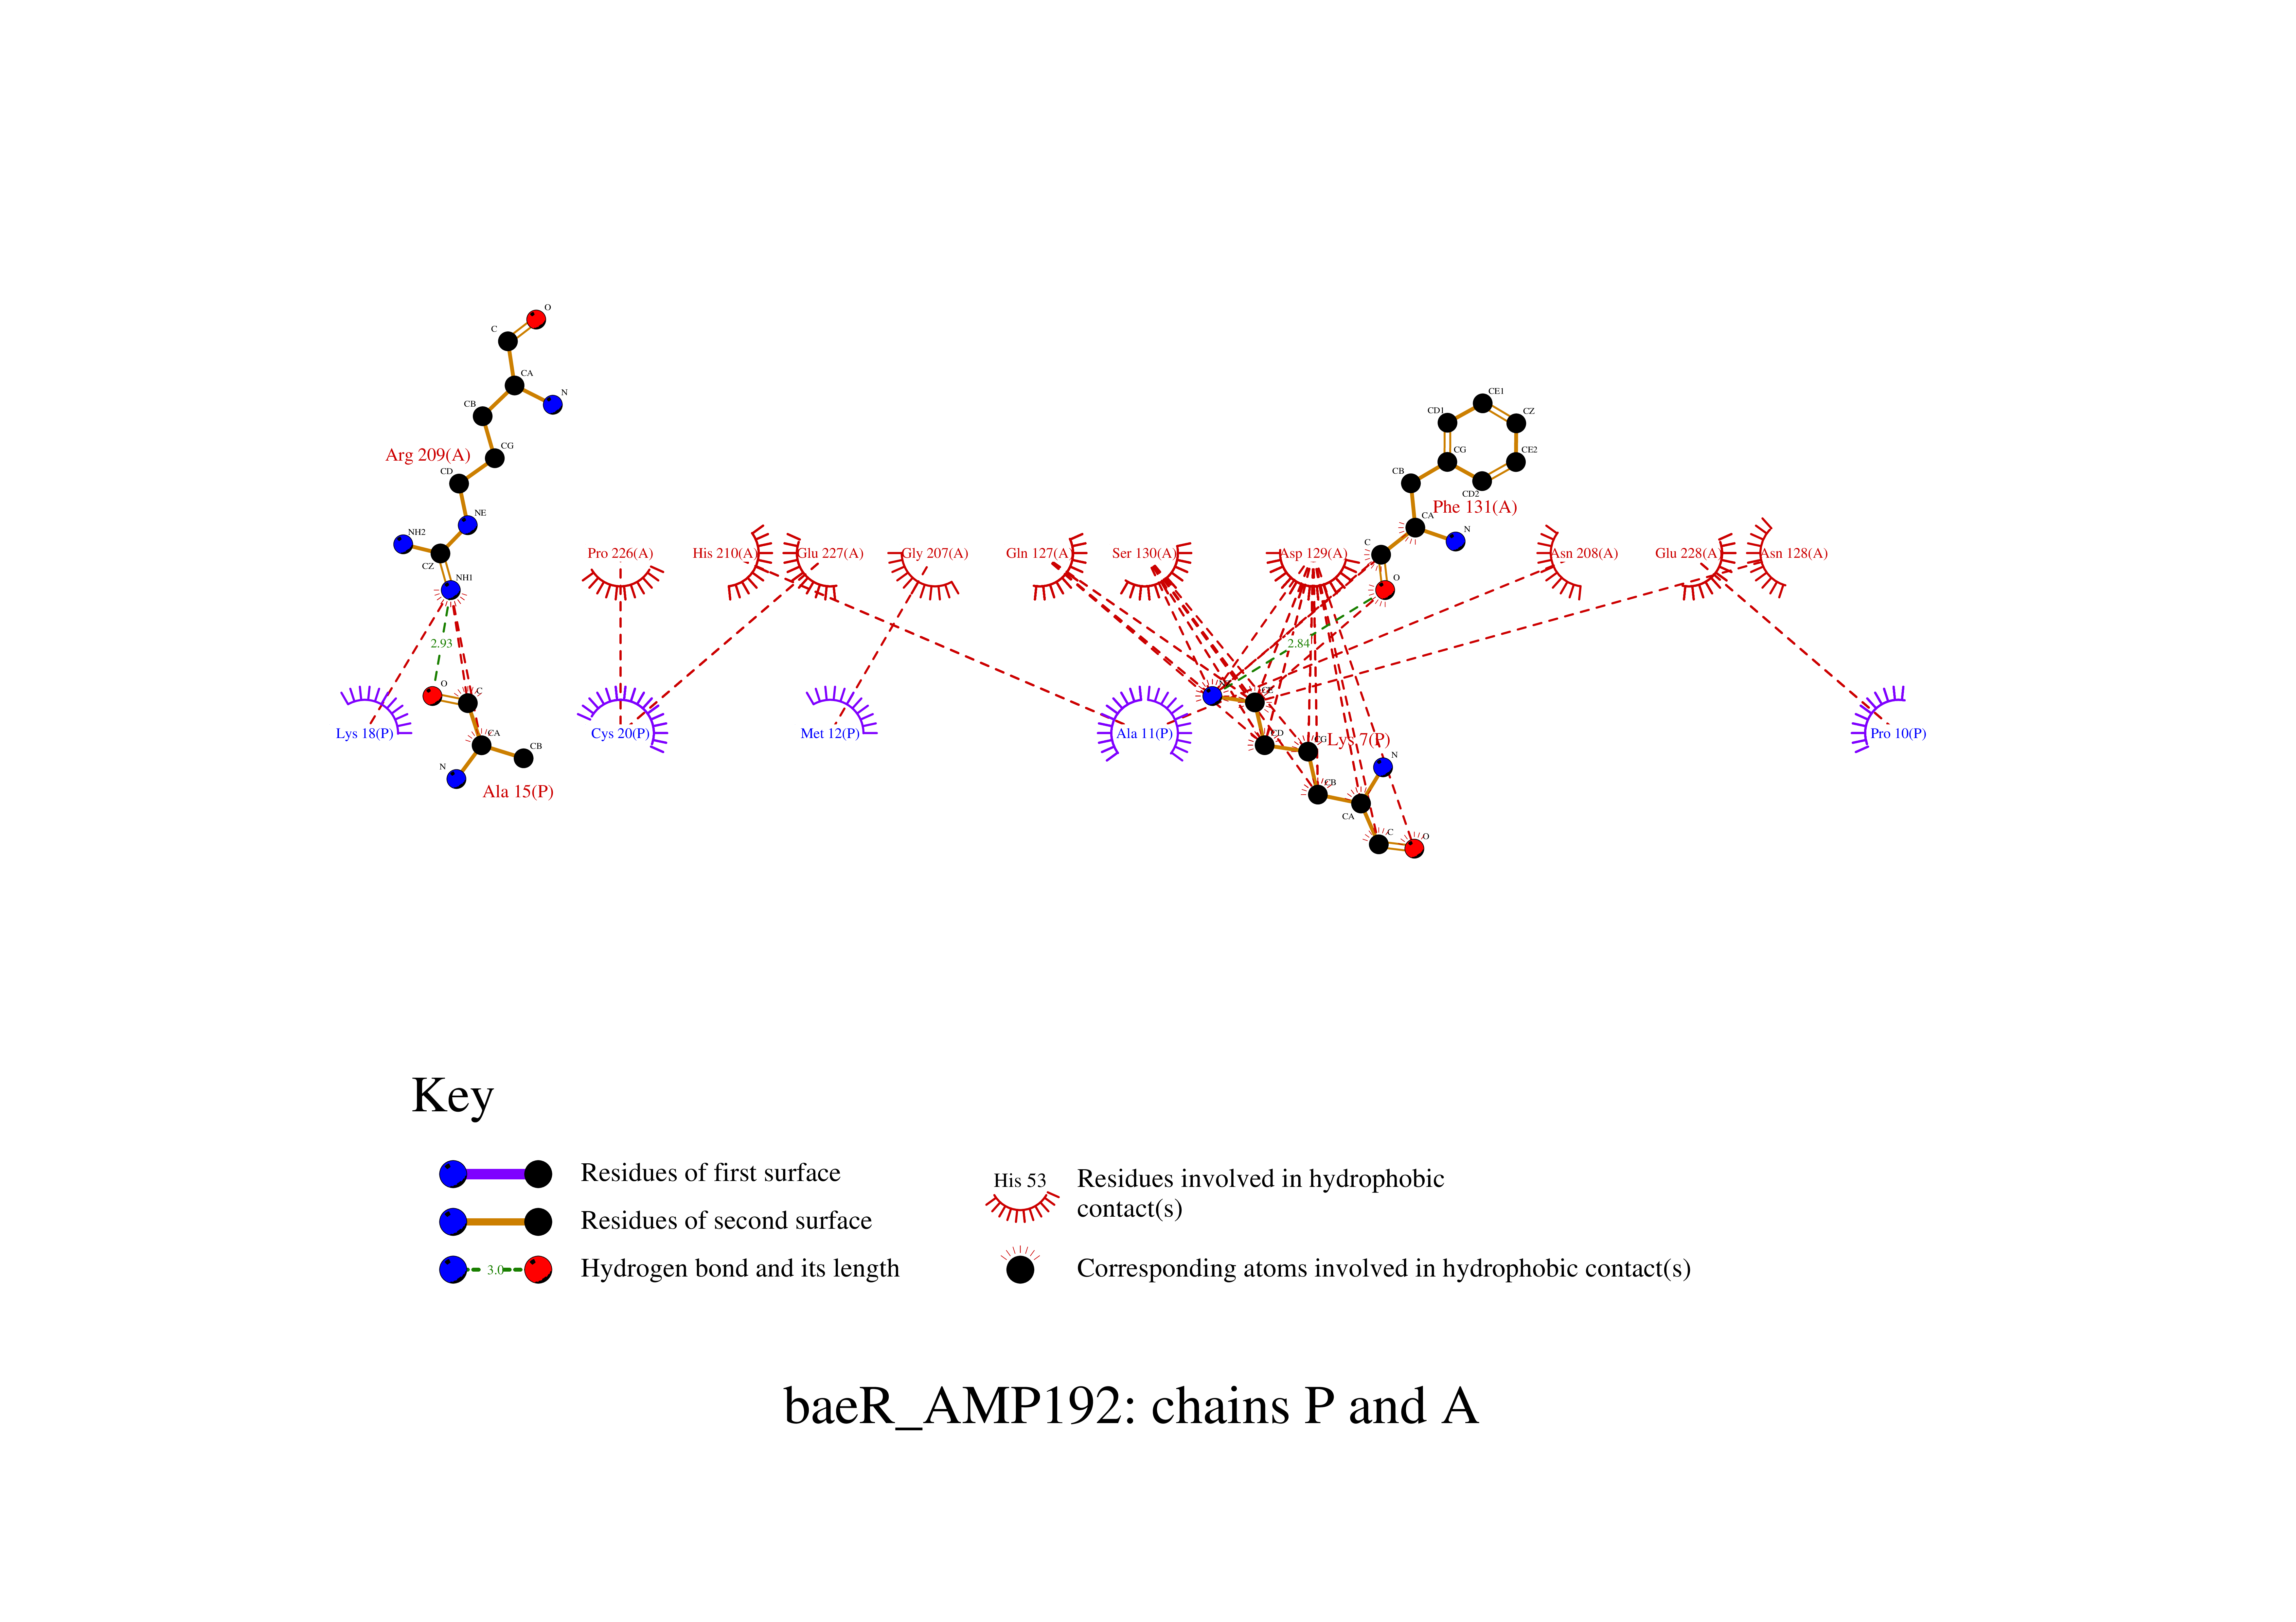 O
C
CA
N
CB
CG
Arg 209(A)
CD
NE
NH2
CZ
NH1
CE1
CD1
CZ
CG
CE2
CB
CD2
Phe 131(A)
CA
N
C
O
Pro 226(A) His 210(A) Glu 227(A) Gly 207(A) Gln 127(A) Ser 130(A) Asp 129(A) Asn 208(A) Glu 228(A) Asn 128(A)
2.93
2.84
O
C
CA
CB
N
Ala 15(P)
Lys 18(P) Cys 20(P) Met 12(P) Ala 11(P) Pro 10(P)
CE
CD
CG
Lys 7(P)
N
CB
CA
C
O
Key
Residues of first surface
Residues of second surface
3.0
Hydrogen bond and its length
His 53
Residues involved in hydrophobic
contact(s)
Corresponding atoms involved in hydrophobic contact(s)
baeR_AMP192: chains P and A